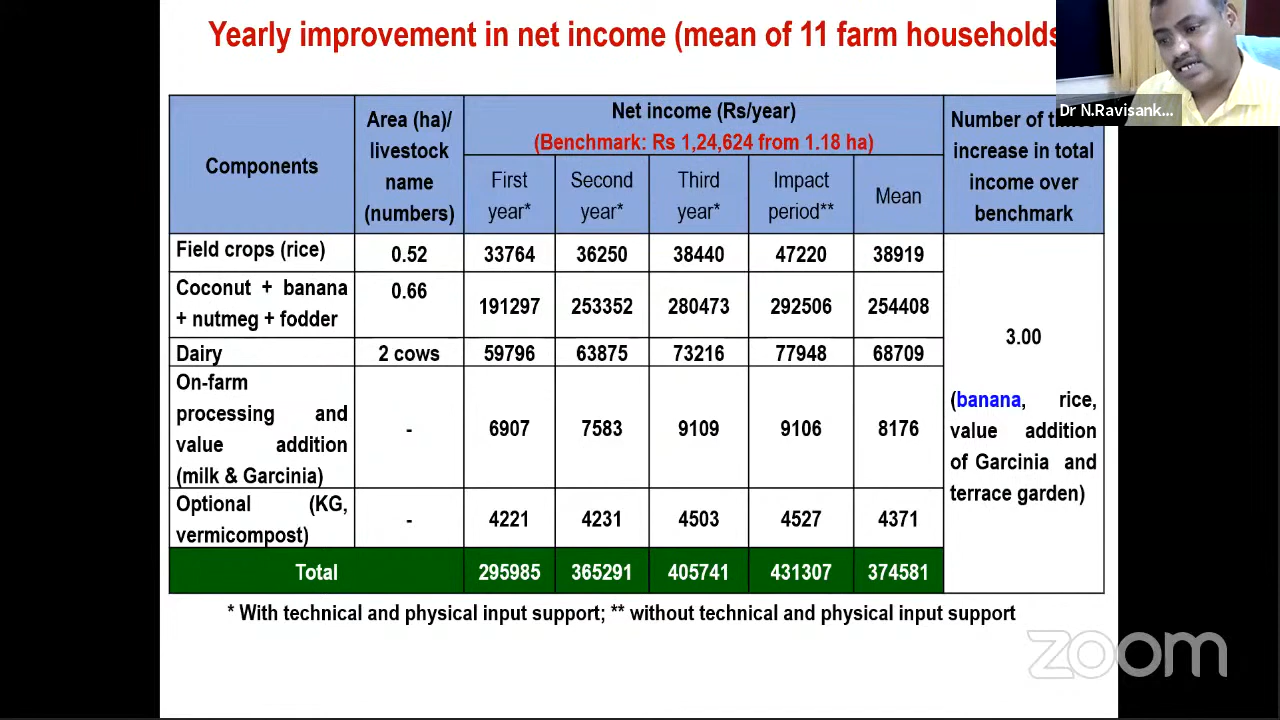 Yearly improvement in net income (mean of 11 farm households
Dr N.Ravisank...
Components
Area (ha)/
livestock
name
(numbers)
Net income (Rs/year)
(Benchmark: Rs 1,24,624 from 1.18 ha)
First
year*
Second
year*
Third
year*
Impact
period**
Mean
Number of
increase in total
income over
benchmark
Field crops (rice)
0.52
33764
36250
38440
47220
38919
Coconut + banana
+ nutmeg + fodder
0.66
191297
253352
280473
292506
254408
Dairy
2 cows
59796
63875
73216
77948
68709
On-farm
processing and
value addition
(milk & Garcinia)
-
6907
7583
9109
9106
8176
Optional (KG,
vermicompost)
-
4221
4231
4503
4527
4371
3.00
(banana, rice,
value addition
of Garcinia and
terrace garden)
Total
295985
365291
405741
431307
374581
* With technical and physical input support; ** without technical and physical input support
zoom